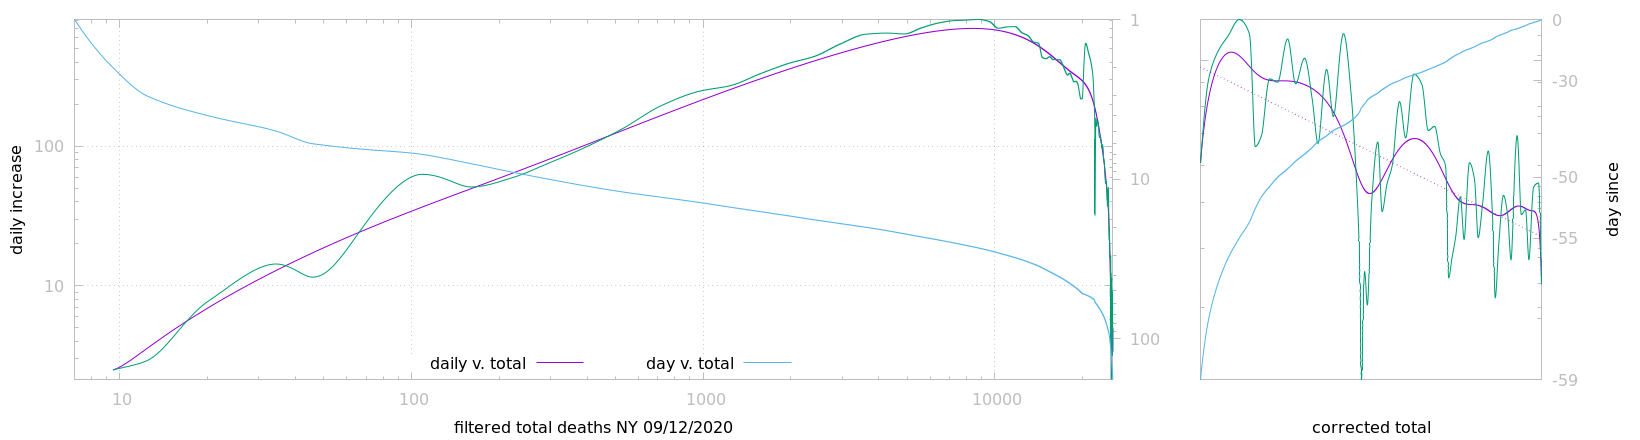 daily increase
100
10
10
100
1000
10000
1
10
100
daily v. total
day v. total
filtered total deaths NY 09/12/2020
0
-30
-50
-55
-59
day since
corrected total